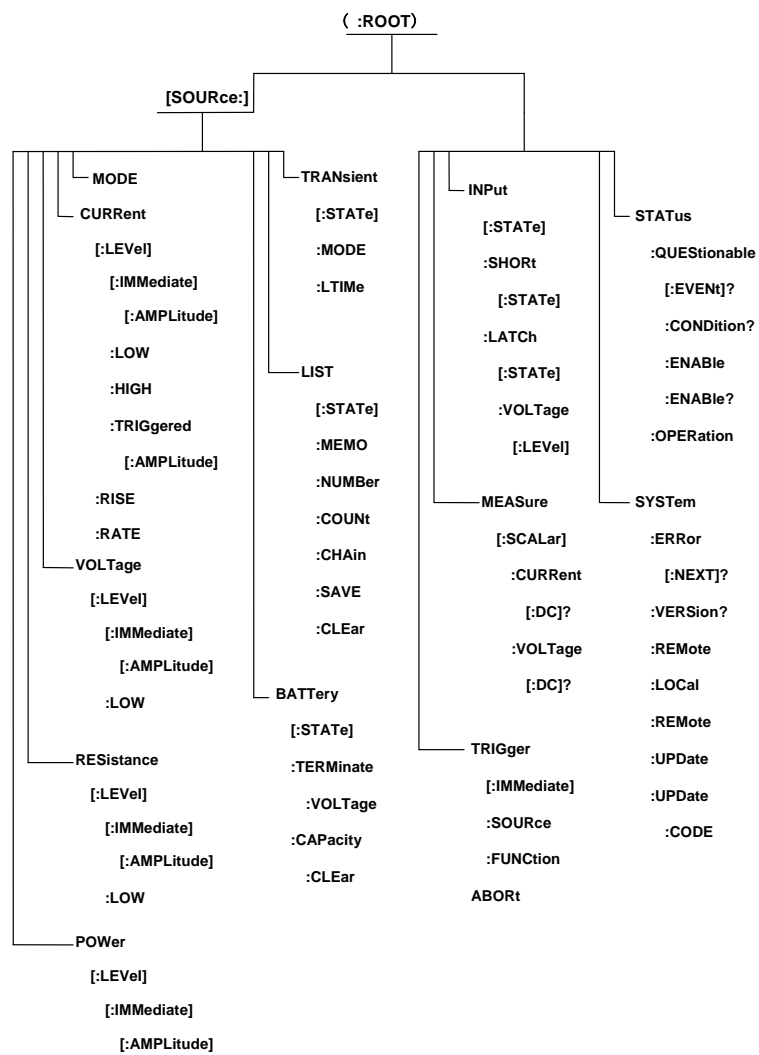 ( :ROOT)
[SOURce:]
MODE
CURRent
[:LEVel]
[:IMMediate]
[:AMPLitude]
:LOW
:HIGH
:TRIGgered
[:AMPLitude]
:RISE
:RATE
VOLTage
[:LEVel]
[:IMMediate]
[:AMPLitude]
:LOW
RESistance
[:LEVel]
[:IMMediate]
[:AMPLitude]
:LOW
POWer
[:LEVel]
[:IMMediate]
[:AMPLitude]
TRANsient
[:STATe]
:MODE
:LTIMe
LIST
[:STATe]
:MEMO
:NUMBer
:COUNt
:CHAin
:SAVE
:CLEar
BATTery
[:STATe]
:TERMinate
:VOLTage
:CAPacity
:CLEar
INPut
[:STATe]
:SHORt
[:STATe]
:LATCh
[:STATe]
:VOLTage
[:LEVel]
MEASure
[:SCALar]
:CURRent
[:DC]?
:VOLTage
[:DC]?
TRIGger
[:IMMediate]
:SOURce
:FUNCtion
ABORt
STATus
:QUEStionable
[:EVENt]?
:CONDition?
:ENABle
:ENABle?
:OPERation
SYSTem
:ERRor
[:NEXT]?
:VERSion?
:REMote
:LOCal
:REMote
:UPDate
:UPDate
:CODE